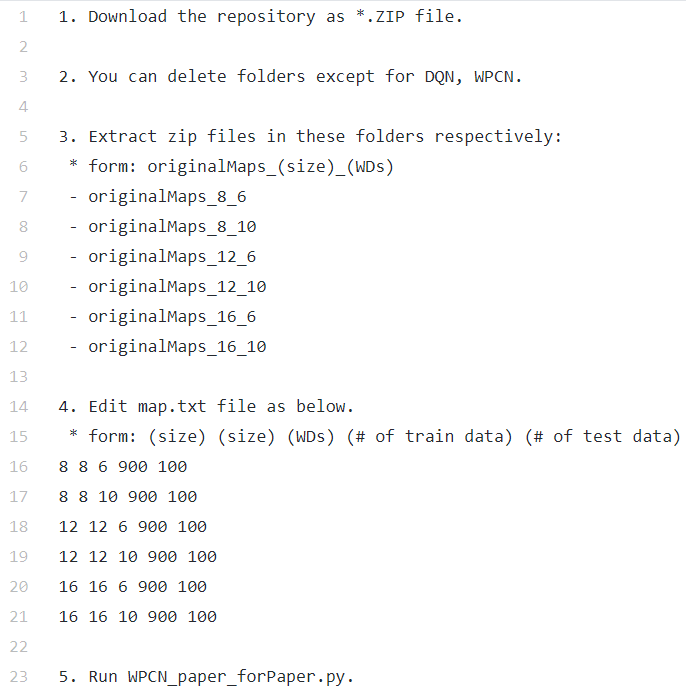 1 1. Download the repository as *.ZIP file.
2
3 2. You can delete folders except for DQN, WPCN.
4
5 3. Extract zip files in these folders respectively:
6 * form: originalMaps_(size)_(WDs)
7 - originalMaps_8_6
8 - originalMaps_8_10
9 - originalMaps_12_6
10 - originalMaps_12_10
11 - originalMaps_16_6
12 - originalMaps_16_10
13
14 4. Edit map.txt file as below.
15 * form: (size) (size) (WDs) (# of train data) (# of test data)
16 8 8 6 900 100
17 8 8 10 900 100
18 12 12 6 900 100
19 12 12 10 900 100
20 16 16 6 900 100
21 16 16 10 900 100
22
23 5. Run WPCN_paper_forPaper.py.